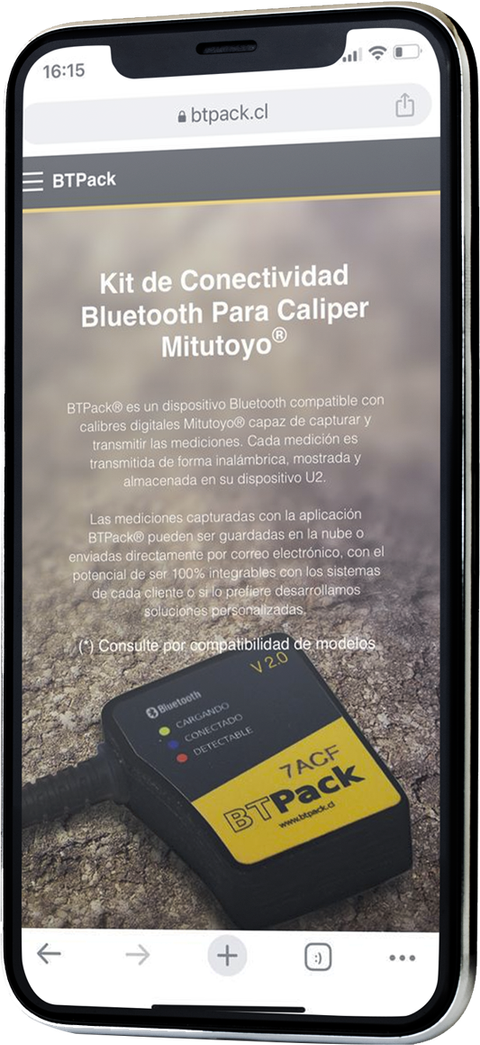 16:15
btpack.cl
BTPack
Kit de Conectividad
Bluetooth Para Caliper
Mitutoyo®
BTPack® es un dispositivo Bluetooth compatible con
calibres digitales Mitutoyo® capaz de capturar y
transmitir las mediciones. Cada medición es
transmitida de forma inalámbrica, mostrada y
almacenada en su dispositivo U2.
Las mediciones capturadas con la aplicación
BTPack® pueden ser guardadas en la nube o
enviadas directamente por correo electrónico, con el
potencial de ser 100% integrables con los sistemas
de cada cliente o si lo prefiere desarrollamos
soluciones personalizadas.
(*) Consulte por compatibilidad de modelos
V 2.0
Bluetooth
CARGANDO
CONECTADO
DETECTABLE
7ACF
BTPack
www.btpack.cl
:)